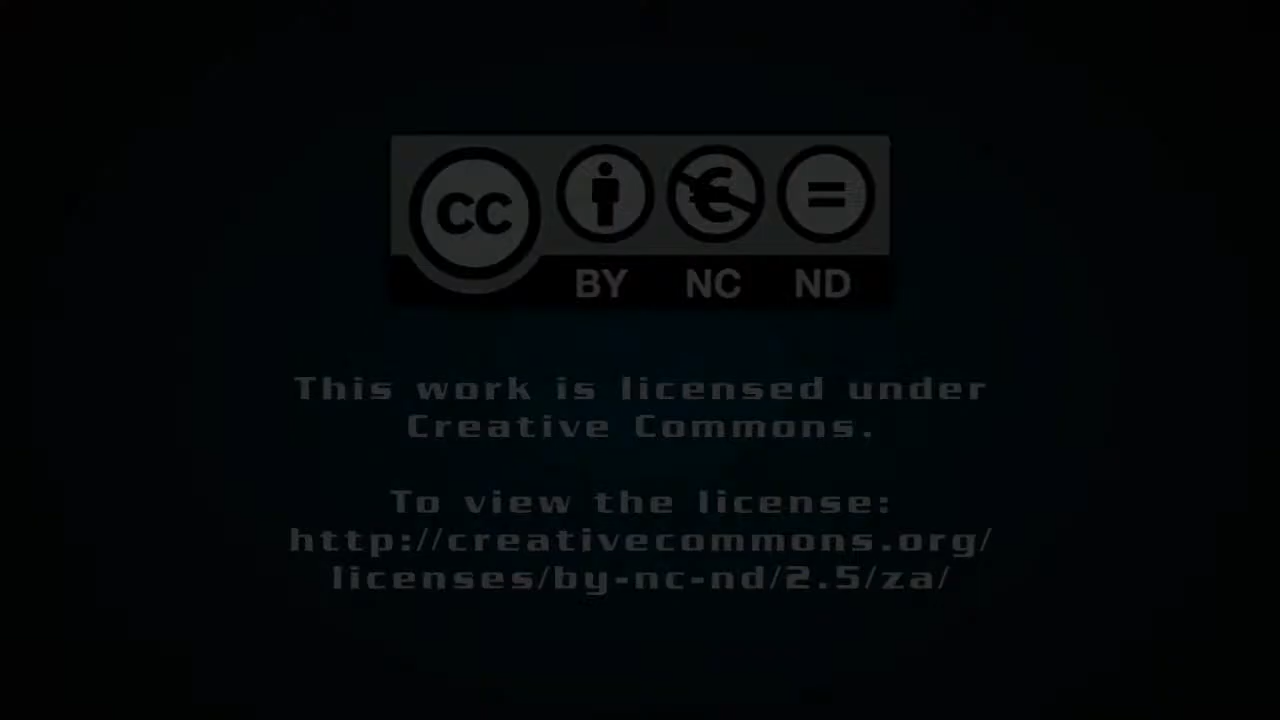 CC
BY NC ND
This work is licensed under
Creative Commons.
To view the license:
http://creativecommons.org/
licenses/by-nc-nd/2.5/za/